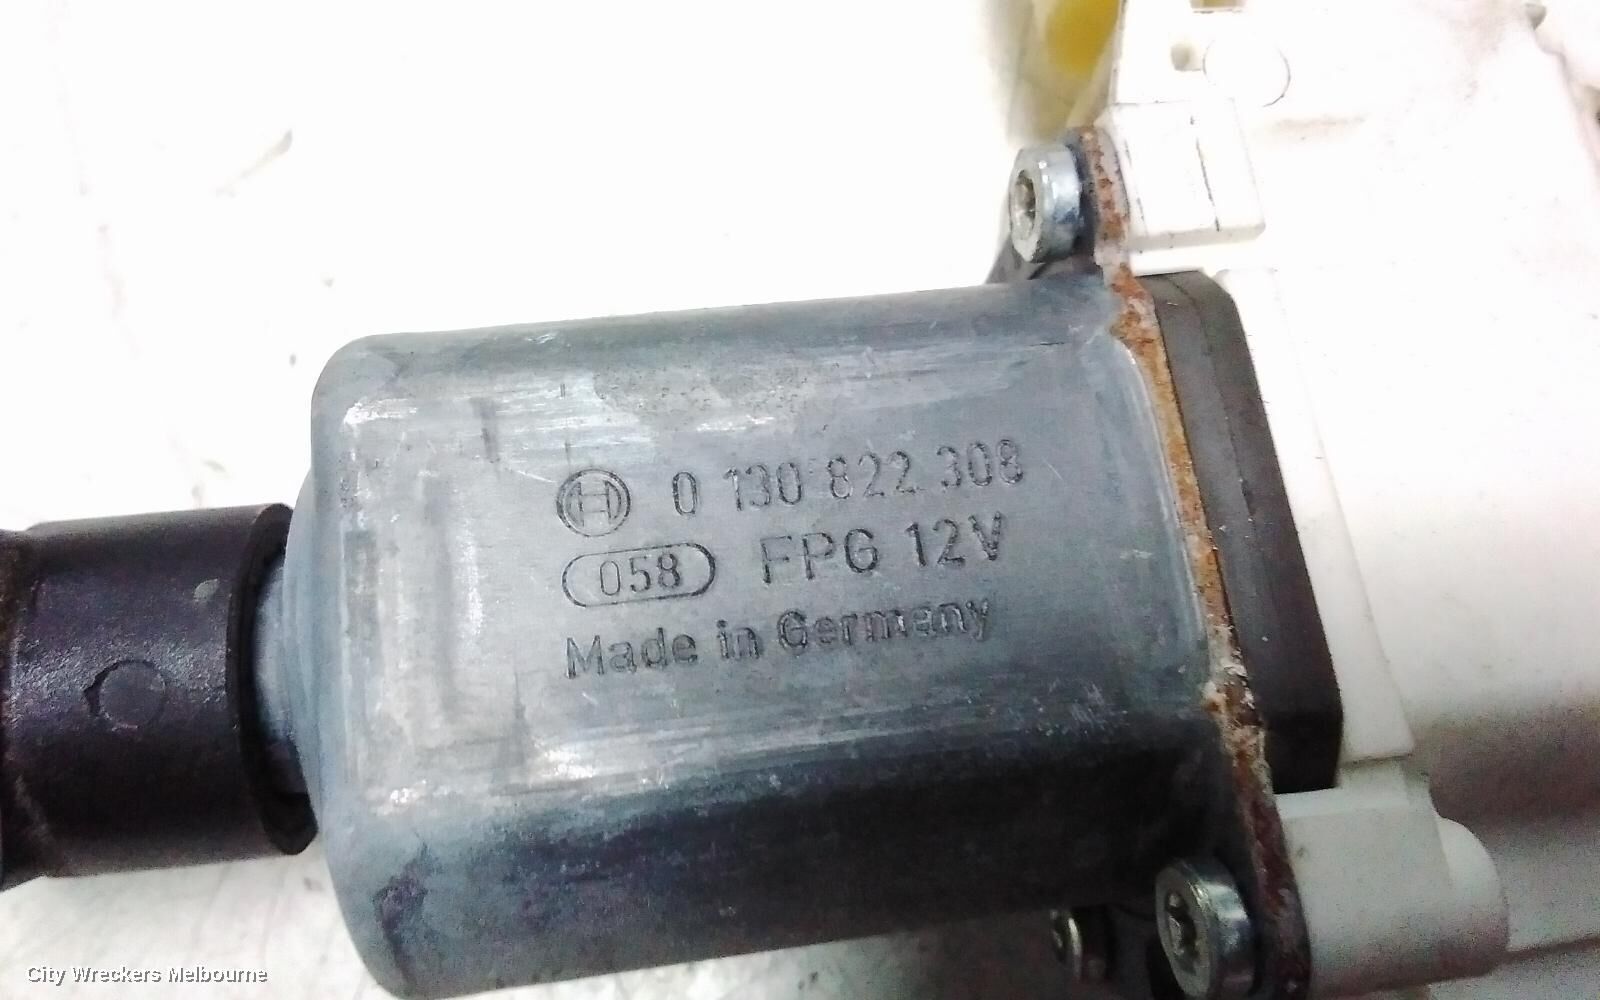 0 130 822 308
058 FPG 12V
Made in Germany
City Wreckers Melbourne